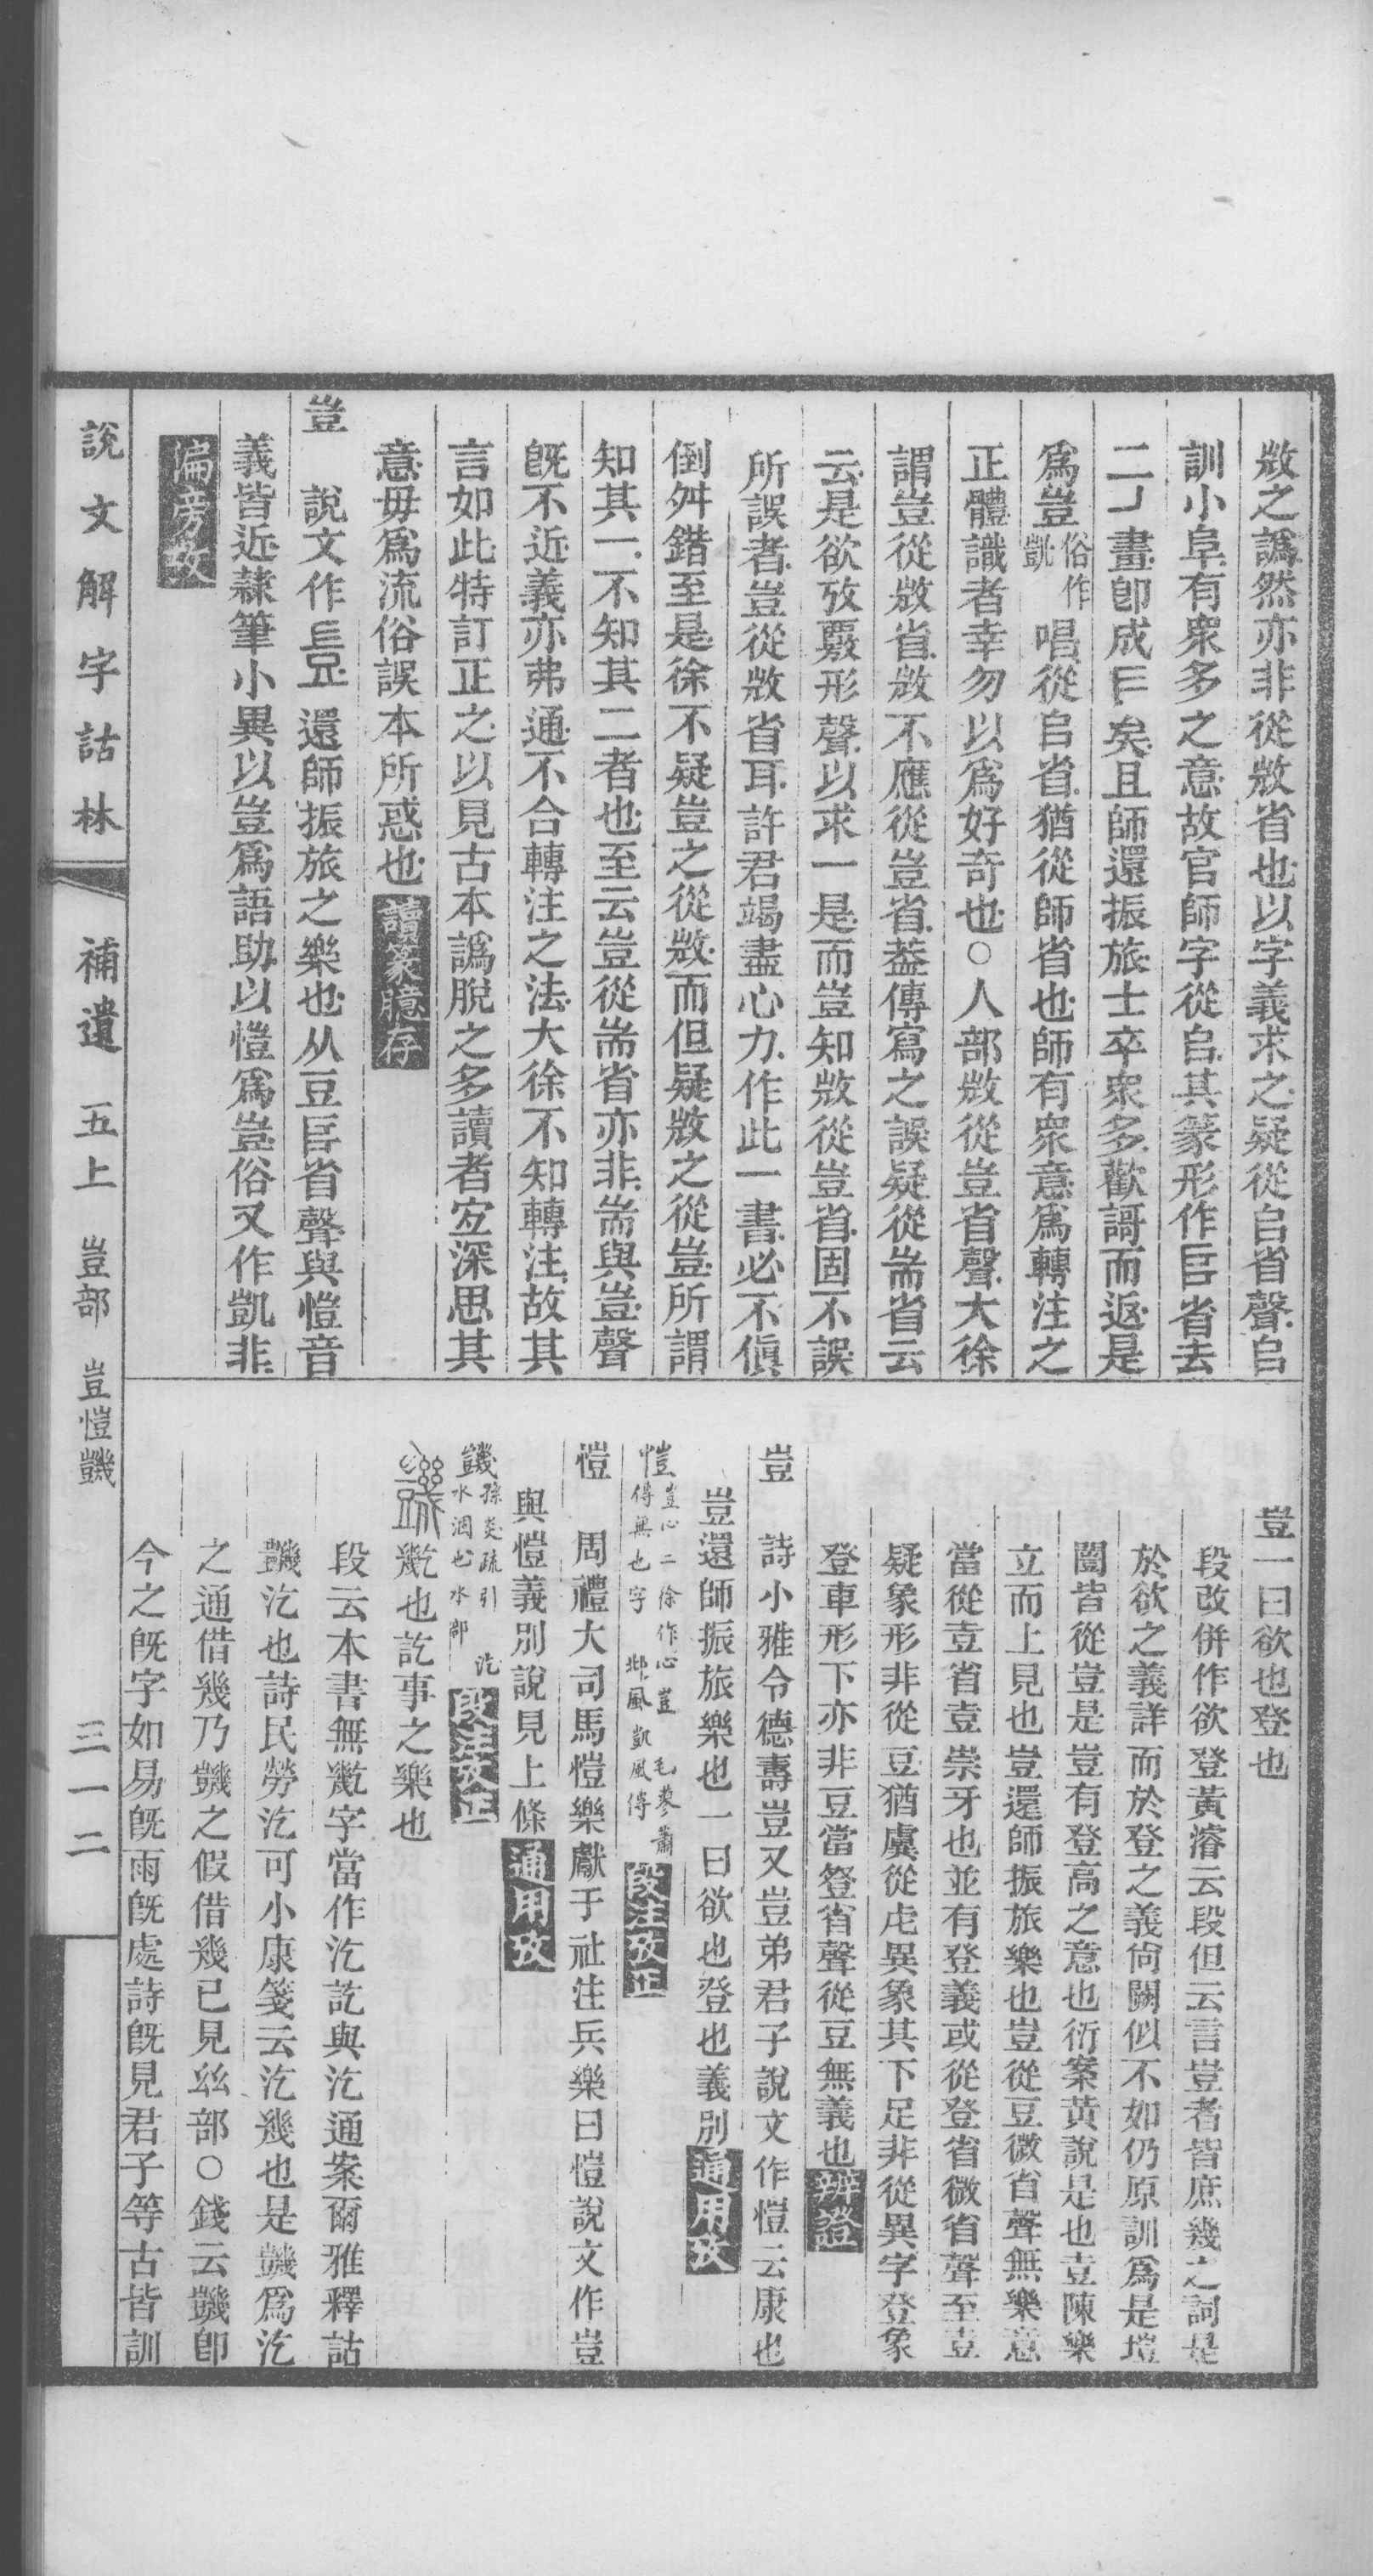 敳之譌然亦非從敳省也以字義求之疑從𠂤省聲𠂤
訓小阜有衆多之意故官師字從𠂤其篆形作𠂤省去
畫卽成矣且師還振旅士卒衆多歡謌而返是
爲豈俗作凱唱從𠂤省猶從師省也師有衆意爲轉注之
正體識者幸勿以爲好奇也○人部敳從豈省聲大徐
謂豈從敳省敳不應從豈省葢傳寫之誤疑從耑省云
云是欲攷覈形聲以求一是而豈知敳從豈省固不誤
所誤者豈從敳省耳許君竭盡心力作此一書必不傎
倒舛錯至是徐不疑豈之從敳而但疑敳之從豈所謂
知其一不知其二者也至云豈從耑省亦非耑與豈聲
旣不近義亦弗通不合轉注之法大徐不知轉注故其
言如此特訂正之以見古本譌脫之多讀者宐深思其
意毋爲流俗誤本所惑也讀篆臆存
豈　說文作還師振旅之樂也从豆𠂤省聲與愷音
義皆近隸筆小異以豈爲語助以愷爲豈俗又作凱非
偏旁攷
豈一曰欲也登也
段改併作欲登黃濬云段但云言豈者皆庶幾之詞是
於欲之義詳而於登之義尙闕似不如仍原訓爲是塏
闓皆從豈是豈有登高之意也衍案黃說是也壴陳樂
立而上見也豈還師振旅樂也豈從豆微省聲無樂意
當從壴省壴崇牙也並有登義或從登省微省聲至壴
疑象形非從豆猶虡從虍異象其下足非從異字登象
登車形下亦非豆當豋省聲從豆無義也辨證
豈　詩小雅令德壽豈又豈弟君子說文作愷云康也
豈還師振旅樂也一曰欲也登也義別通用攷
愷豈心二徐作心豈　毛蓼蕭傳無也字　邶風凱風傳段注攷正
愷　周禮大司馬愷樂獻于社注兵樂曰愷說文作豈
與愷義別說見上條通用攷
䡨孫炎疏引　汔水涸也水部段注攷正
也訖事之樂也
段云本書無字當作汔訖與汔通案爾雅釋詁
䡨汔也詩民勞汔可小康箋云汔幾也是䡨爲汔
之通借幾乃䡨之假借幾已見𢆶部○錢云䡨卽
今之旣字如易旣雨旣處詩旣見君子等古皆訓
說文解字詁林　補遺　五上　豈部　豈愷䡨　三一二